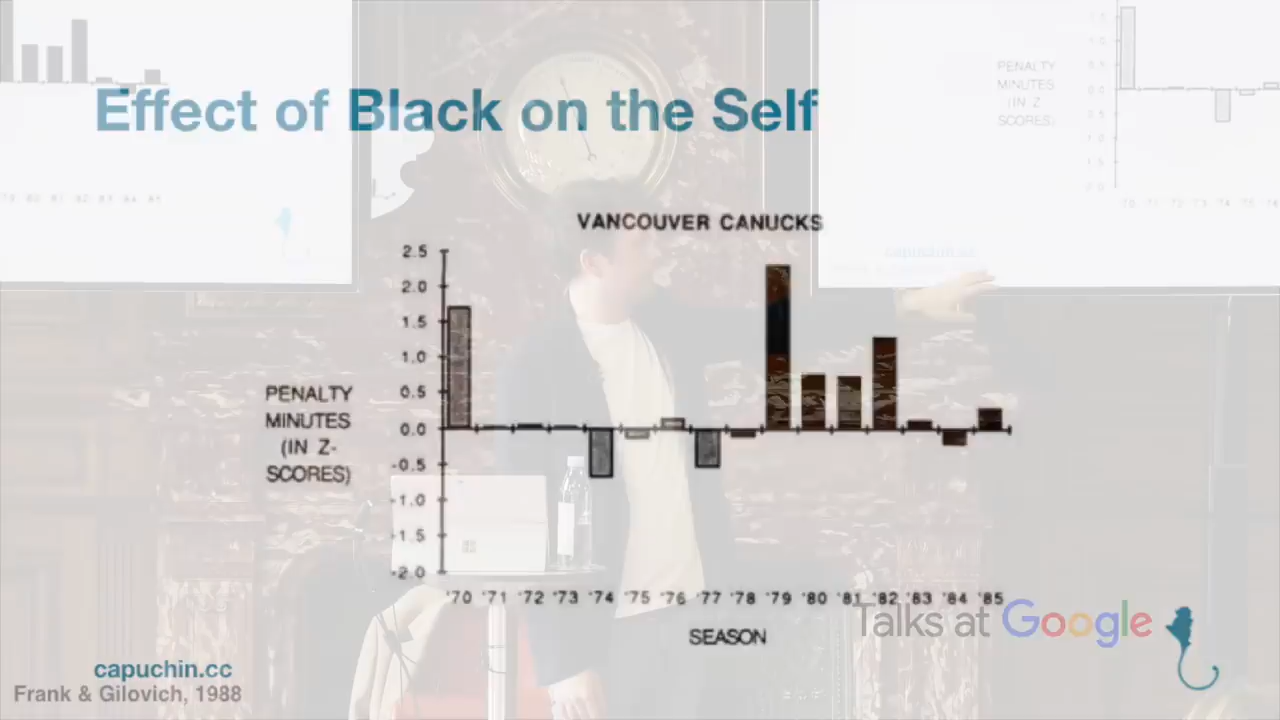 Effect of Black on the Self
VANCOUVER CANUCKS
2.5
2.0
1.5
1.0
0.5
0.0
-0.5
-1.0
-1.5
-2.0
PENALTY
MINUTES
(IN Z-
SCORES)
'70 '71 '72 '73 '74 '75 '76 '77 '78 '79 '80 '81 '82 '83 '84 '85
SEASON
PENALTY
MINUTES
(IN Z
SCORES)
capuchin.cc
Talks at Google
capuchin.cc
Frank & Gilovich, 1988